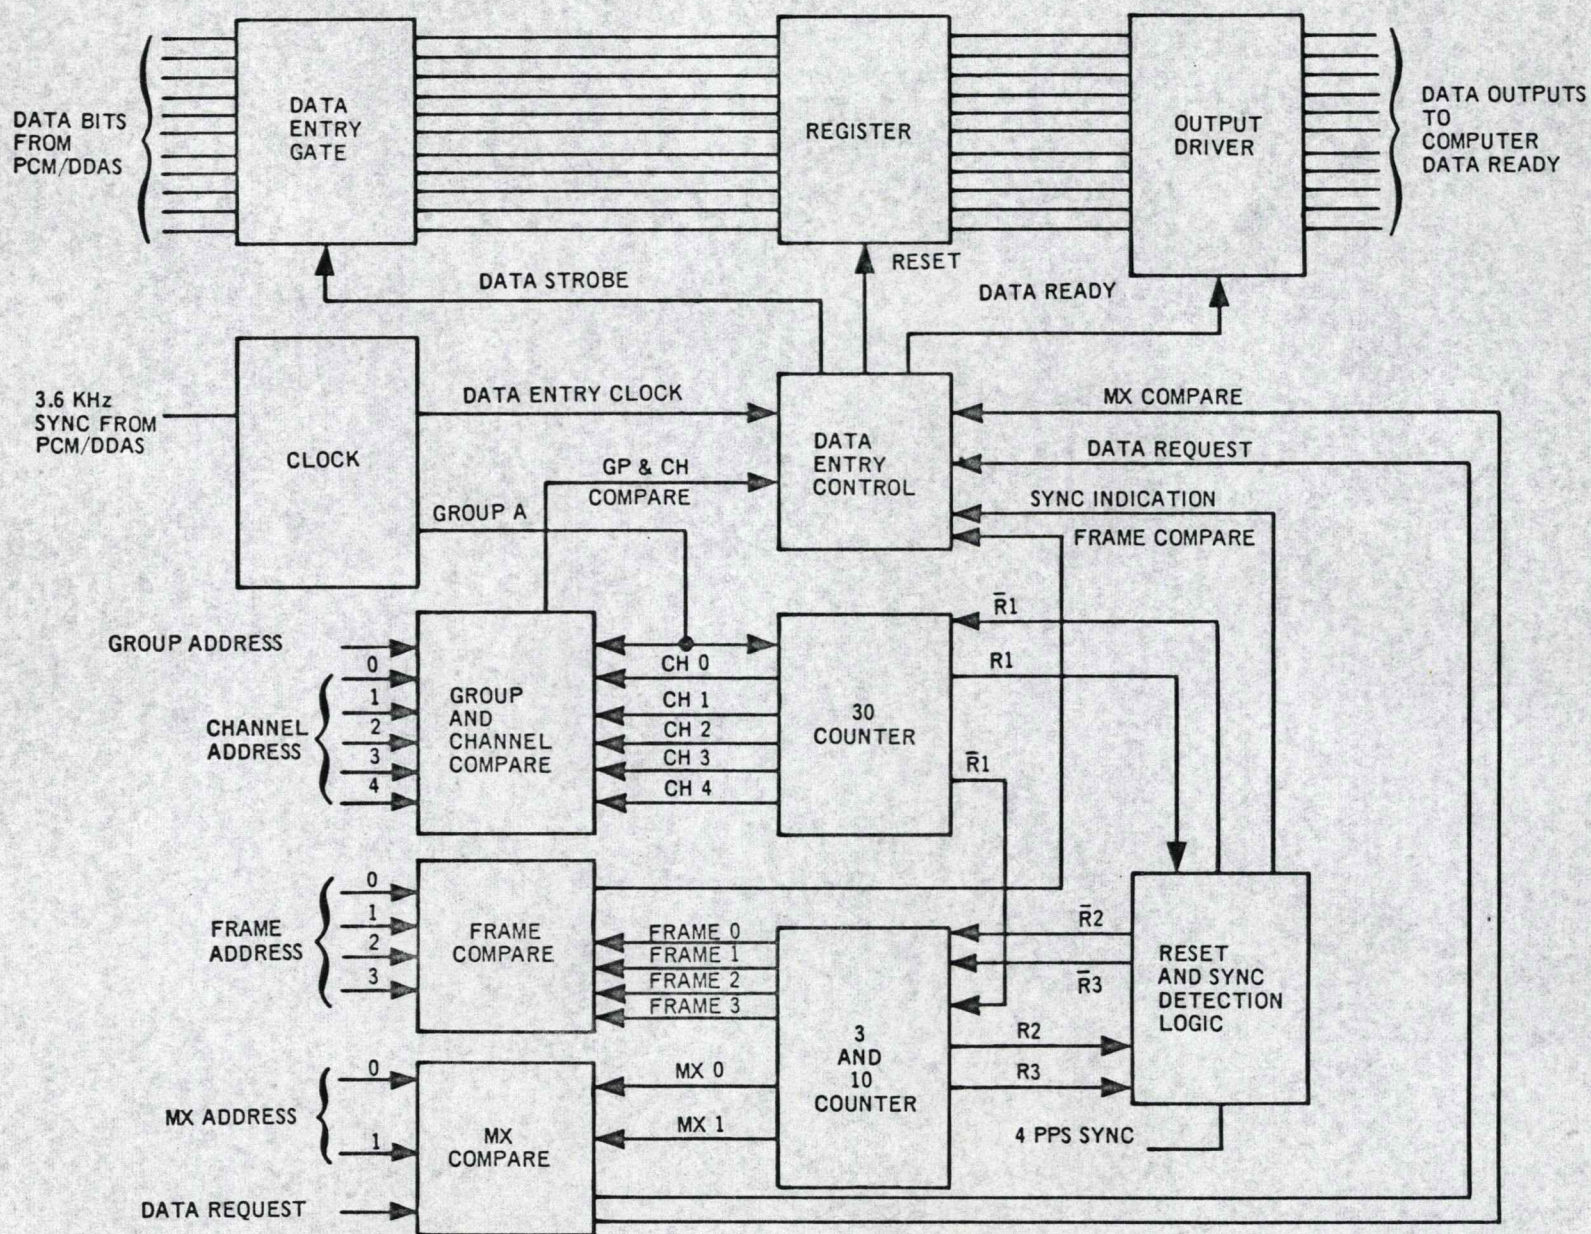 DATA BITS
FROM
PCM/DDAS
DATA
ENTRY
GATE
REGISTER
OUTPUT
DRIVER
DATA OUTPUTS
TO
COMPUTER
DATA READY
DATA STROBE
RESET
DATA READY
3.6 KHz
SYNC FROM
PCM/DDAS
CLOCK
DATA ENTRY CLOCK
GP & CH
COMPARE
GROUP A
DATA
ENTRY
CONTROL
MX COMPARE
DATA REQUEST
SYNC INDICATION
FRAME COMPARE
GROUP ADDRESS
0
1
2
3
4
CHANNEL
ADDRESS
GROUP
AND
CHANNEL
COMPARE
CH 0
CH 1
CH 2
CH 3
CH 4
30
COUNTER
R̅1
R1
R̅1
FRAME
ADDRESS
0
1
2
3
FRAME
COMPARE
FRAME 0
FRAME 1
FRAME 2
FRAME 3
3
AND
10
COUNTER
R̅2
R̅3
R2
R3
RESET
AND SYNC
DETECTION
LOGIC
4 PPS SYNC
MX ADDRESS
0
1
MX
COMPARE
MX 0
MX 1
DATA REQUEST